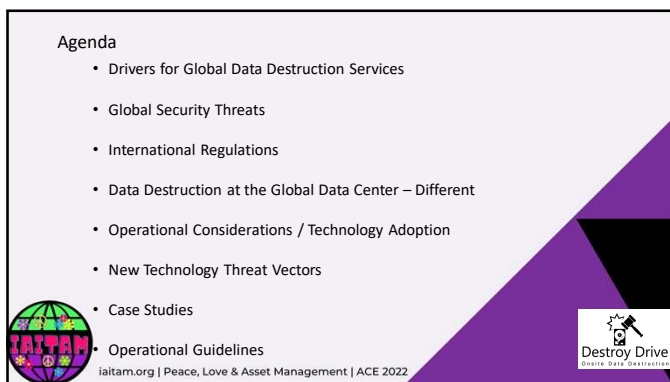 Agenda
• Drivers for Global Data Destruction Services
• Global Security Threats
• International Regulations
• Data Destruction at the Global Data Center – Different
• Operational Considerations / Technology Adoption
• New Technology Threat Vectors
• Case Studies
• Operational Guidelines
IAITAM
iaitam.org | Peace, Love & Asset Management | ACE 2022
Destroy Drive
Onsite Data Destruction